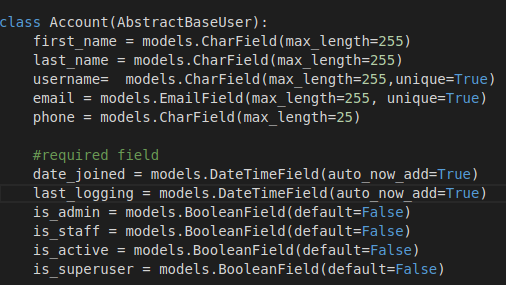 class Account(AbstractBaseUser):
    first_name = models.CharField(max_length=255)
    last_name = models.CharField(max_length=255)
    username=  models.CharField(max_length=255,unique=True)
    email = models.EmailField(max_length=255, unique=True)
    phone = models.CharField(max_length=25)
    #required field
    date_joined = models.DateTimeField(auto_now_add=True)
    last_logging = models.DateTimeField(auto_now_add=True)
    is_admin = models.BooleanField(default=False)
    is_staff = models.BooleanField(default=False)
    is_active = models.BooleanField(default=False)
    is_superuser = models.BooleanField(default=False)